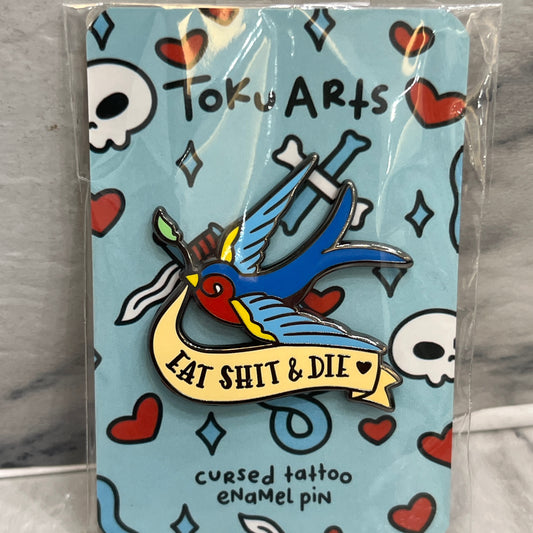 Toku Arts
EAT SHIT & DIE ♥
cursed tattoo
enamel pin